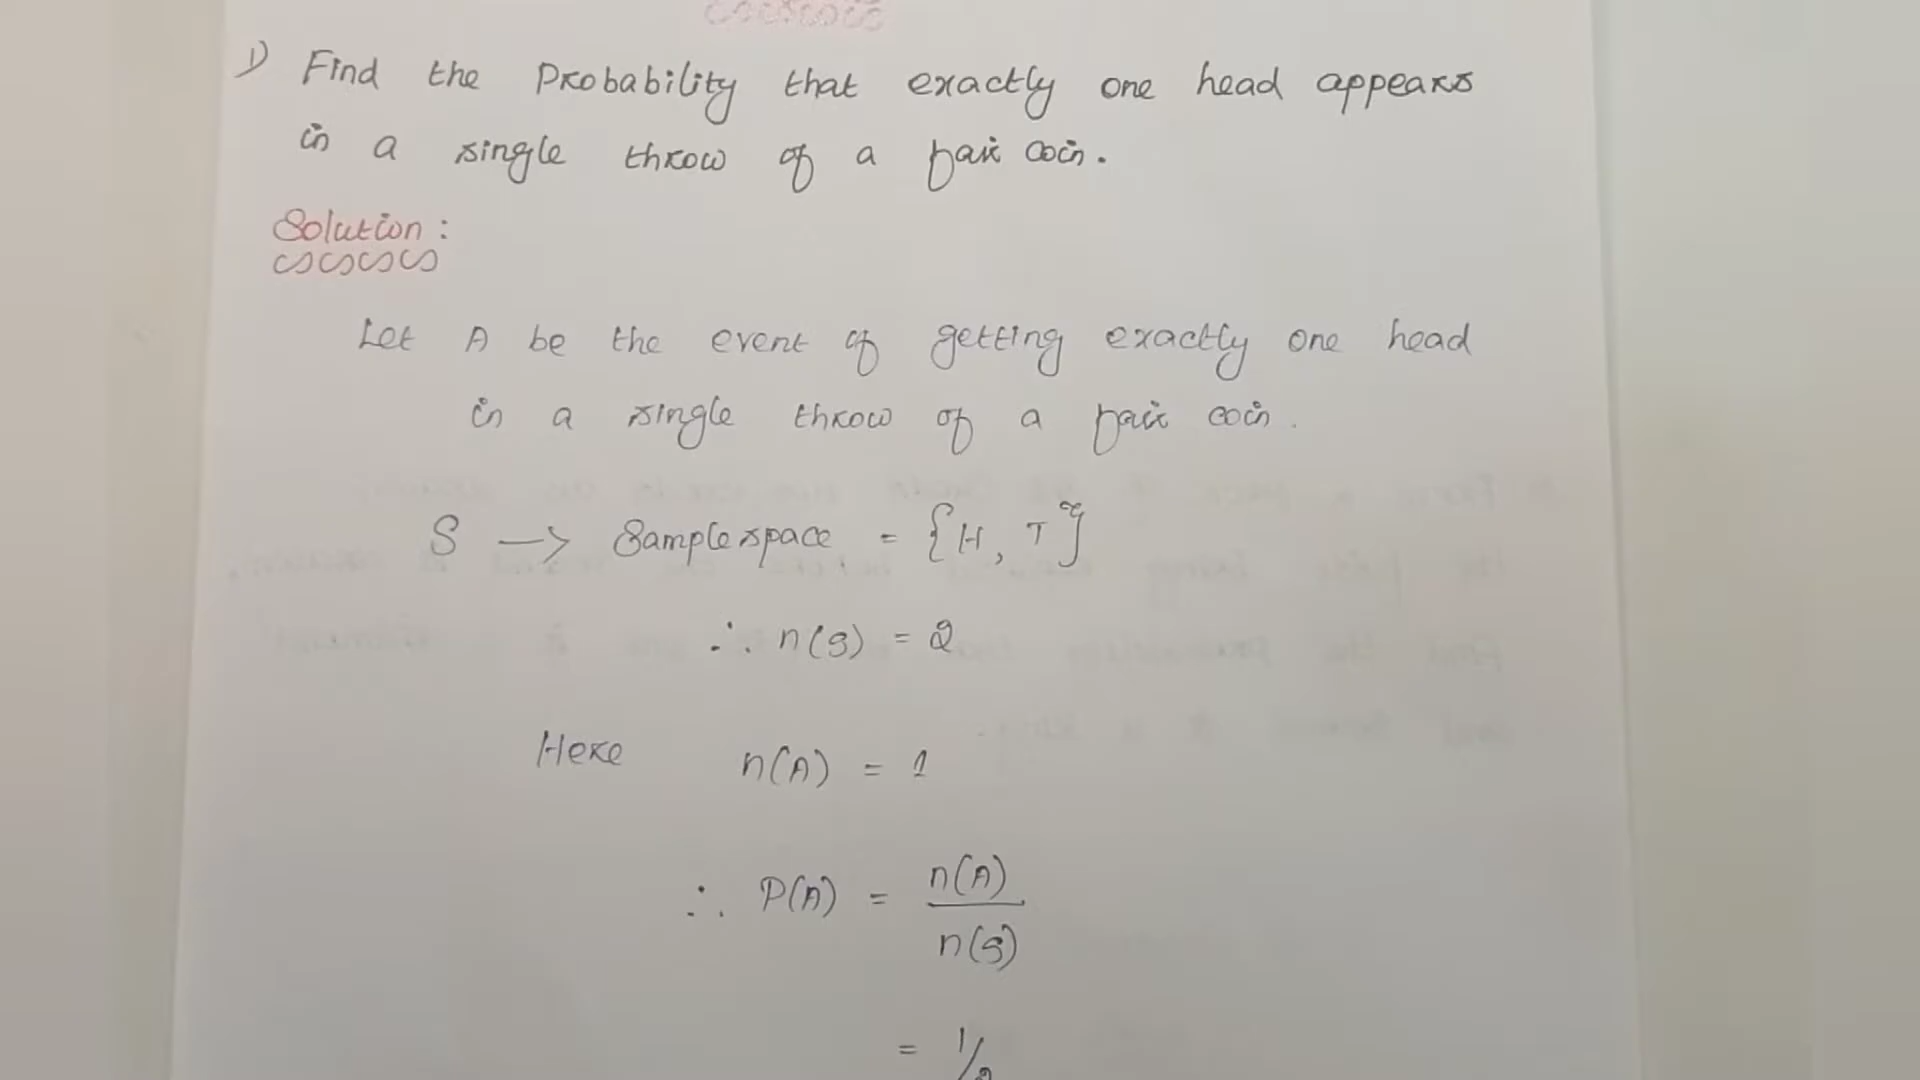 1) Find the Probability that exactly one head appears
in a single throw of a fair coin.
Solution :
Let A be the event of getting exactly one head
in a single throw of a fair coin.
S → Sample space = {H, T}
∴ n(S) = 2
Here n(A) = 1
∴ P(A) = n(A) / n(S)
= 1/2